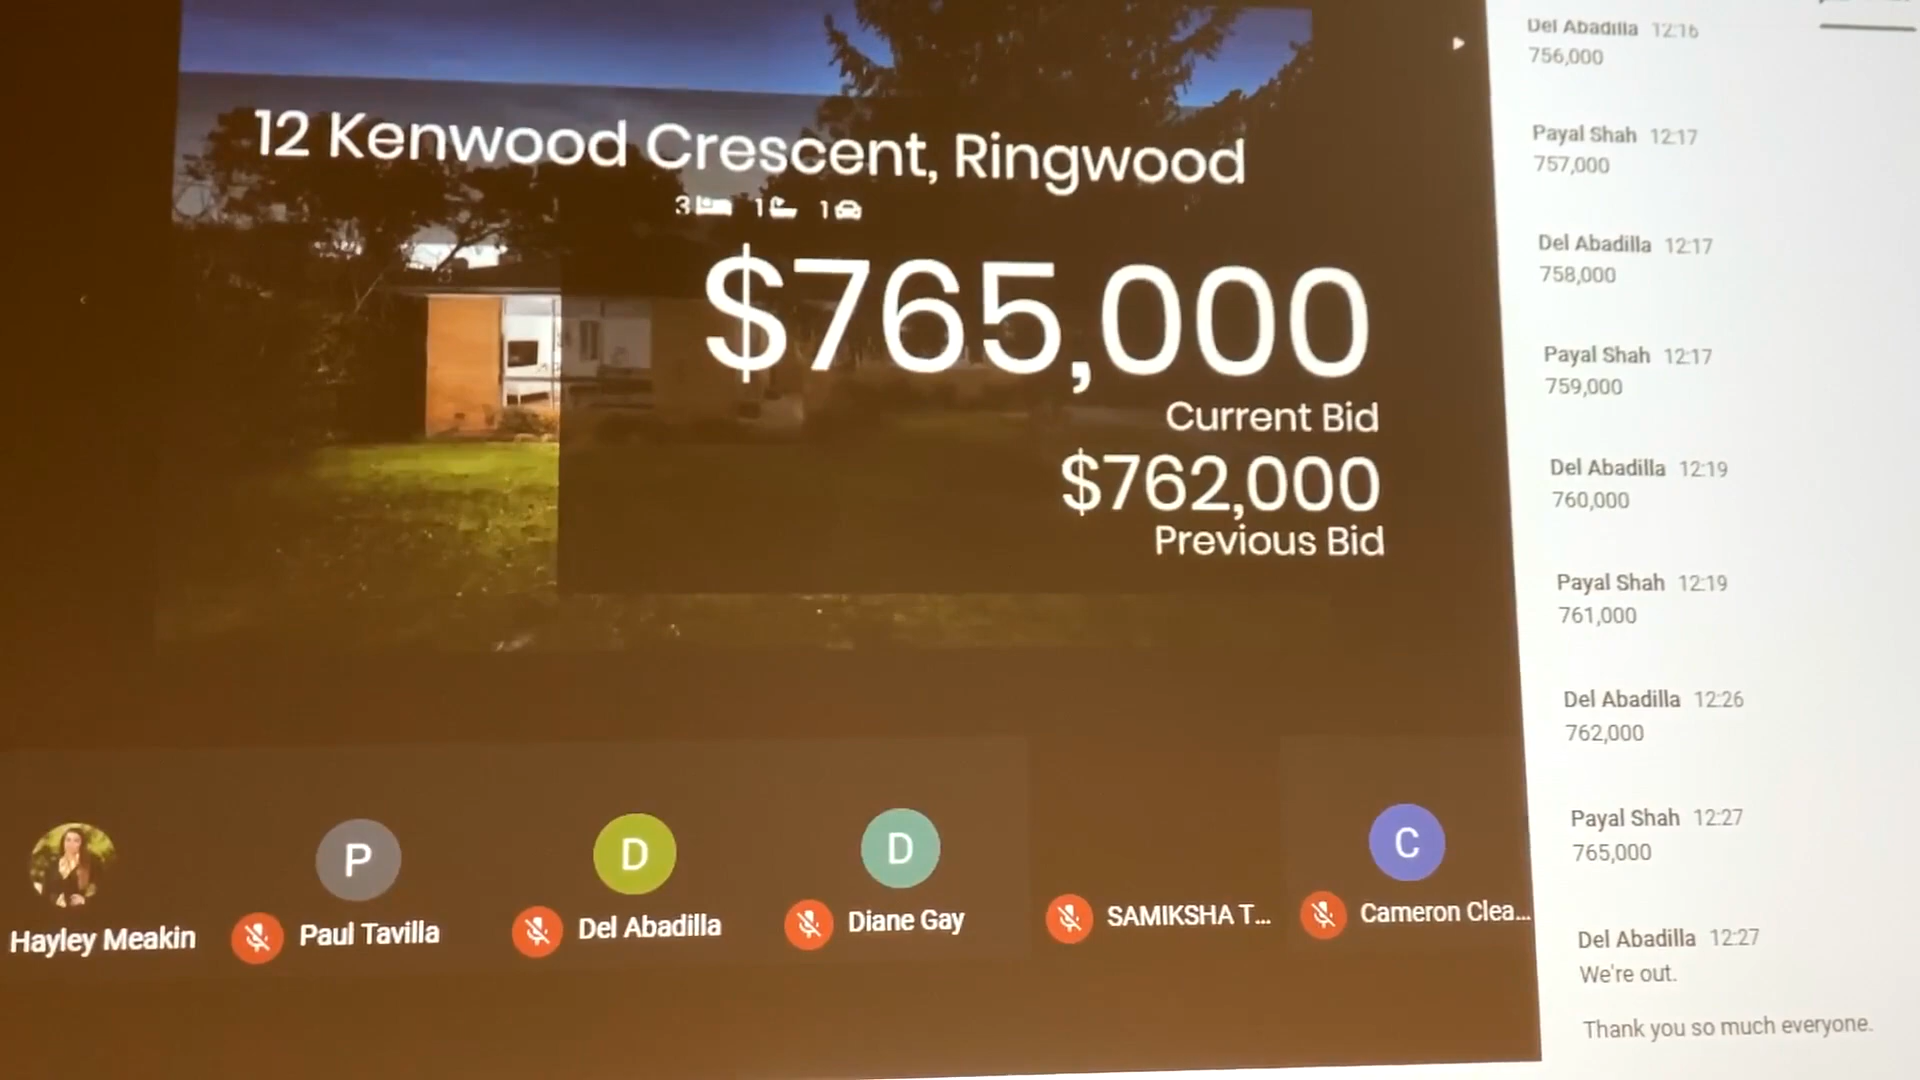 12 Kenwood Crescent, Ringwood
3 1 1
$765,000
Current Bid
$762,000
Previous Bid
P
D
D
C
Hayley Meakin
Paul Tavilla
Del Abadilla
Diane Gay
SAMIKSHA T...
Cameron Clea...
Del Abadilla 12:16
756,000
Payal Shah 12:17
757,000
Del Abadilla 12:17
758,000
Payal Shah 12:17
759,000
Del Abadilla 12:19
760,000
Payal Shah 12:19
761,000
Del Abadilla 12:26
762,000
Payal Shah 12:27
765,000
Del Abadilla 12:27
We're out.
Thank you so much everyone.